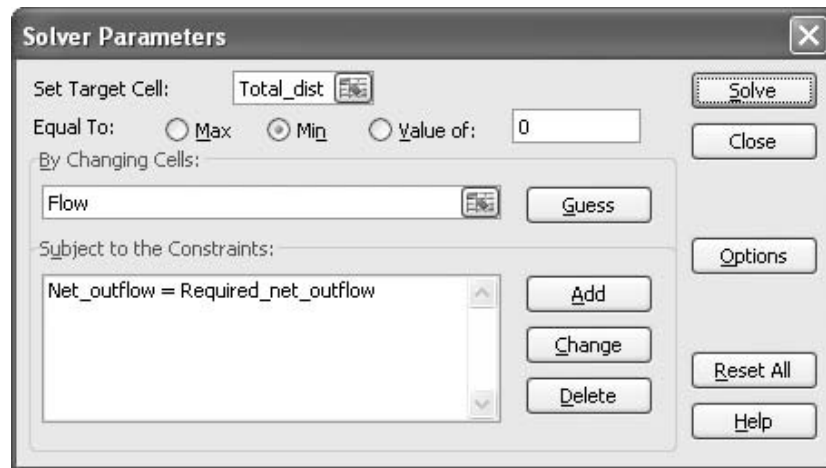 Solver Parameters
Set Target Cell: Total_dist Solve
Equal To: Max Min Value of: 0 Close
By Changing Cells:
Flow Guess
Subject to the Constraints: Options
Net_outflow = Required_net_outflow Add
Change
Reset All
Delete
Help